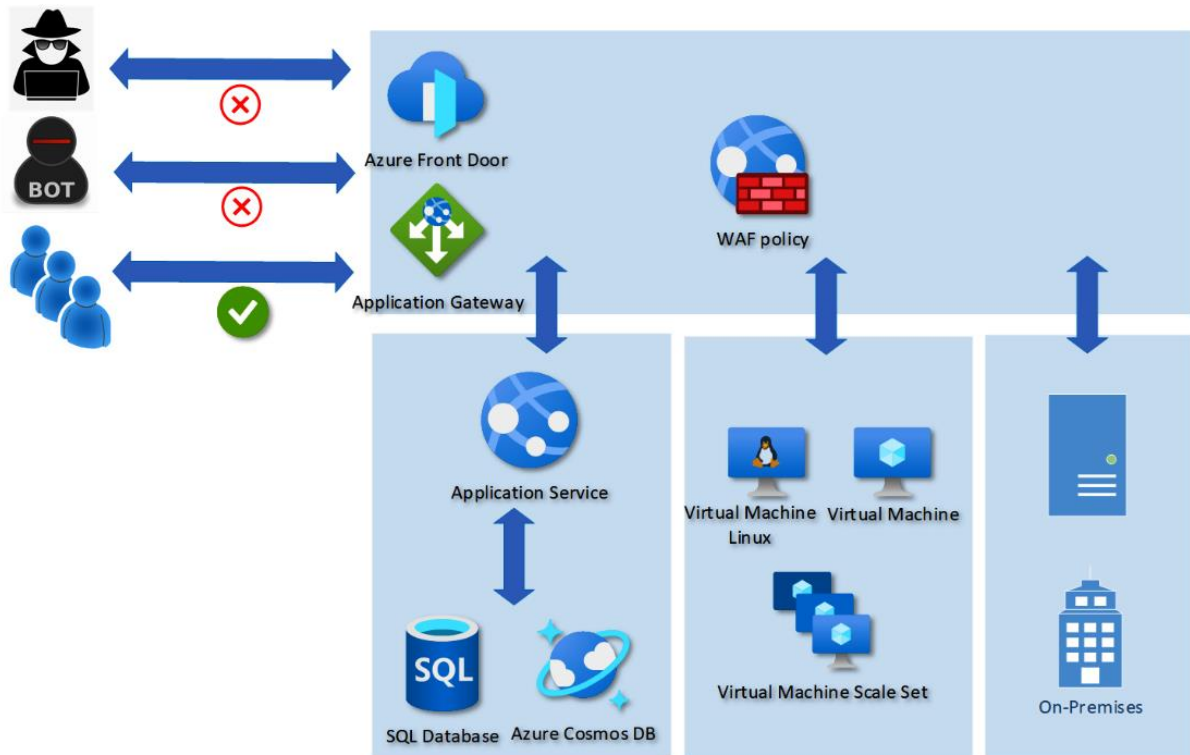 Azure Front Door
BOT
WAF policy
Application Gateway
Application Service
Virtual Machine
Linux
Virtual Machine
SQL
SQL Database
Azure Cosmos DB
Virtual Machine Scale Set
On-Premises